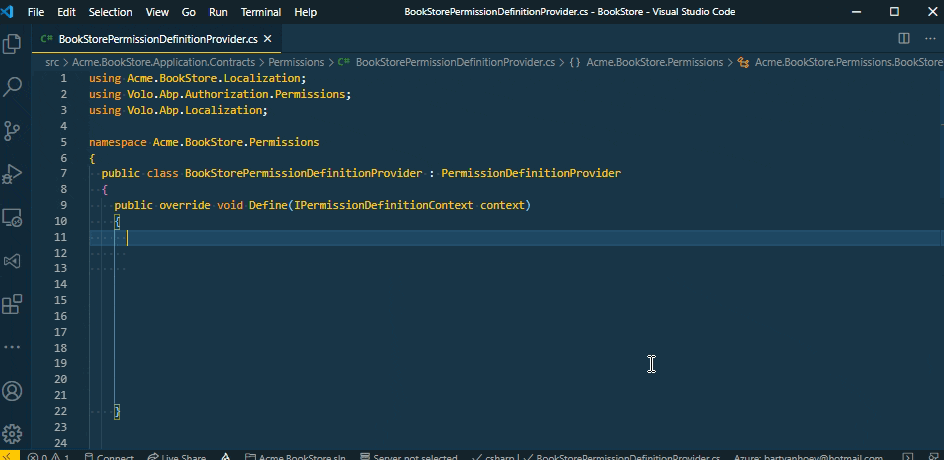 File Edit Selection View Go Run Terminal Help BookStorePermissionDefinitionProvider.cs - BookStore - Visual Studio Code
C# BookStorePermissionDefinitionProvider.cs ×
src > Acme.BookStore.Application.Contracts > Permissions > C# BookStorePermissionDefinitionProvider.cs > {} Acme.BookStore.Permissions > Acme.BookStore.Permissions.BookStore
1 using Acme.BookStore.Localization;
2 using Volo.Abp.Authorization.Permissions;
3 using Volo.Abp.Localization;
4
5 namespace Acme.BookStore.Permissions
6 {
7 public class BookStorePermissionDefinitionProvider : PermissionDefinitionProvider
8 {
9 public override void Define(IPermissionDefinitionContext context)
10 {
11
12
13
14
15
16
17
18
19
20
21
22 }
23
24
0 1 Connect Live Share Acme.BookStore.sln Server not selected csharp | BookStorePermissionDefinitionProvider.cs Azure: bartvanhoey@hotmail.com